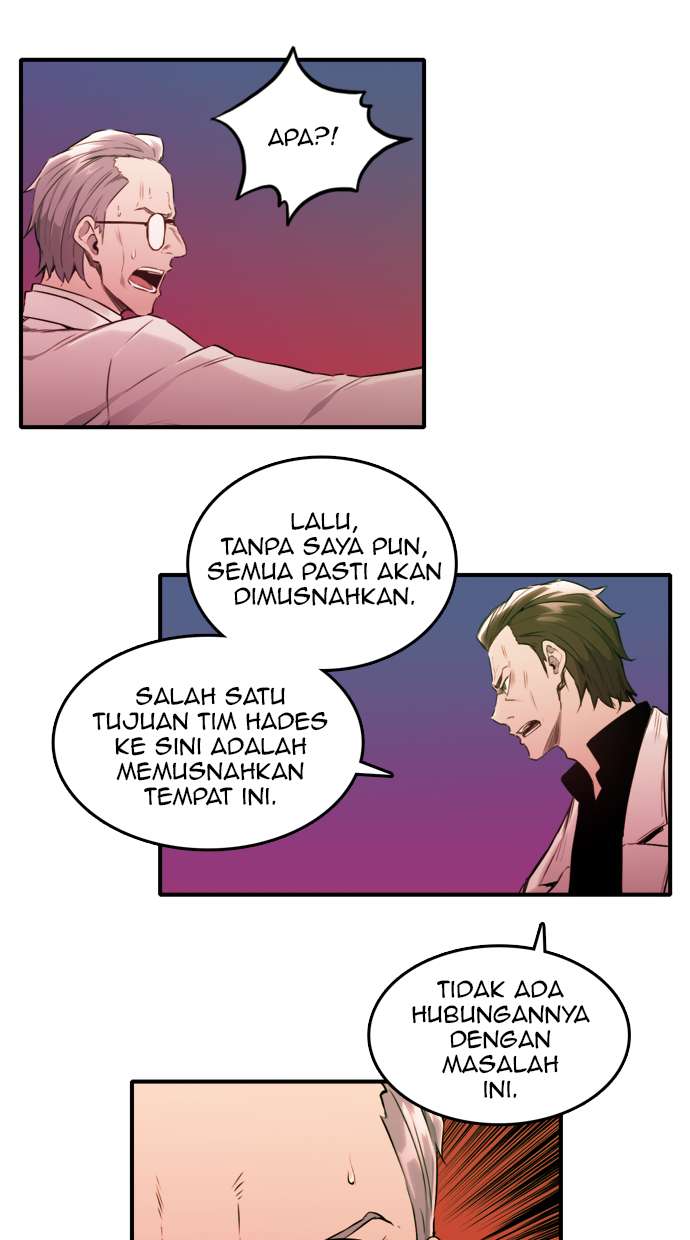 APA?!
LALU,
TANPA SAYA PUN,
SEMUA PASTI AKAN
DIMUSNAHKAN.
SALAH SATU
TUJUAN TIM HADES
KE SINI ADALAH
MEMUSNAHKAN
TEMPAT INI.
TIDAK ADA
HUBUNGANNYA
DENGAN
MASALAH
INI.